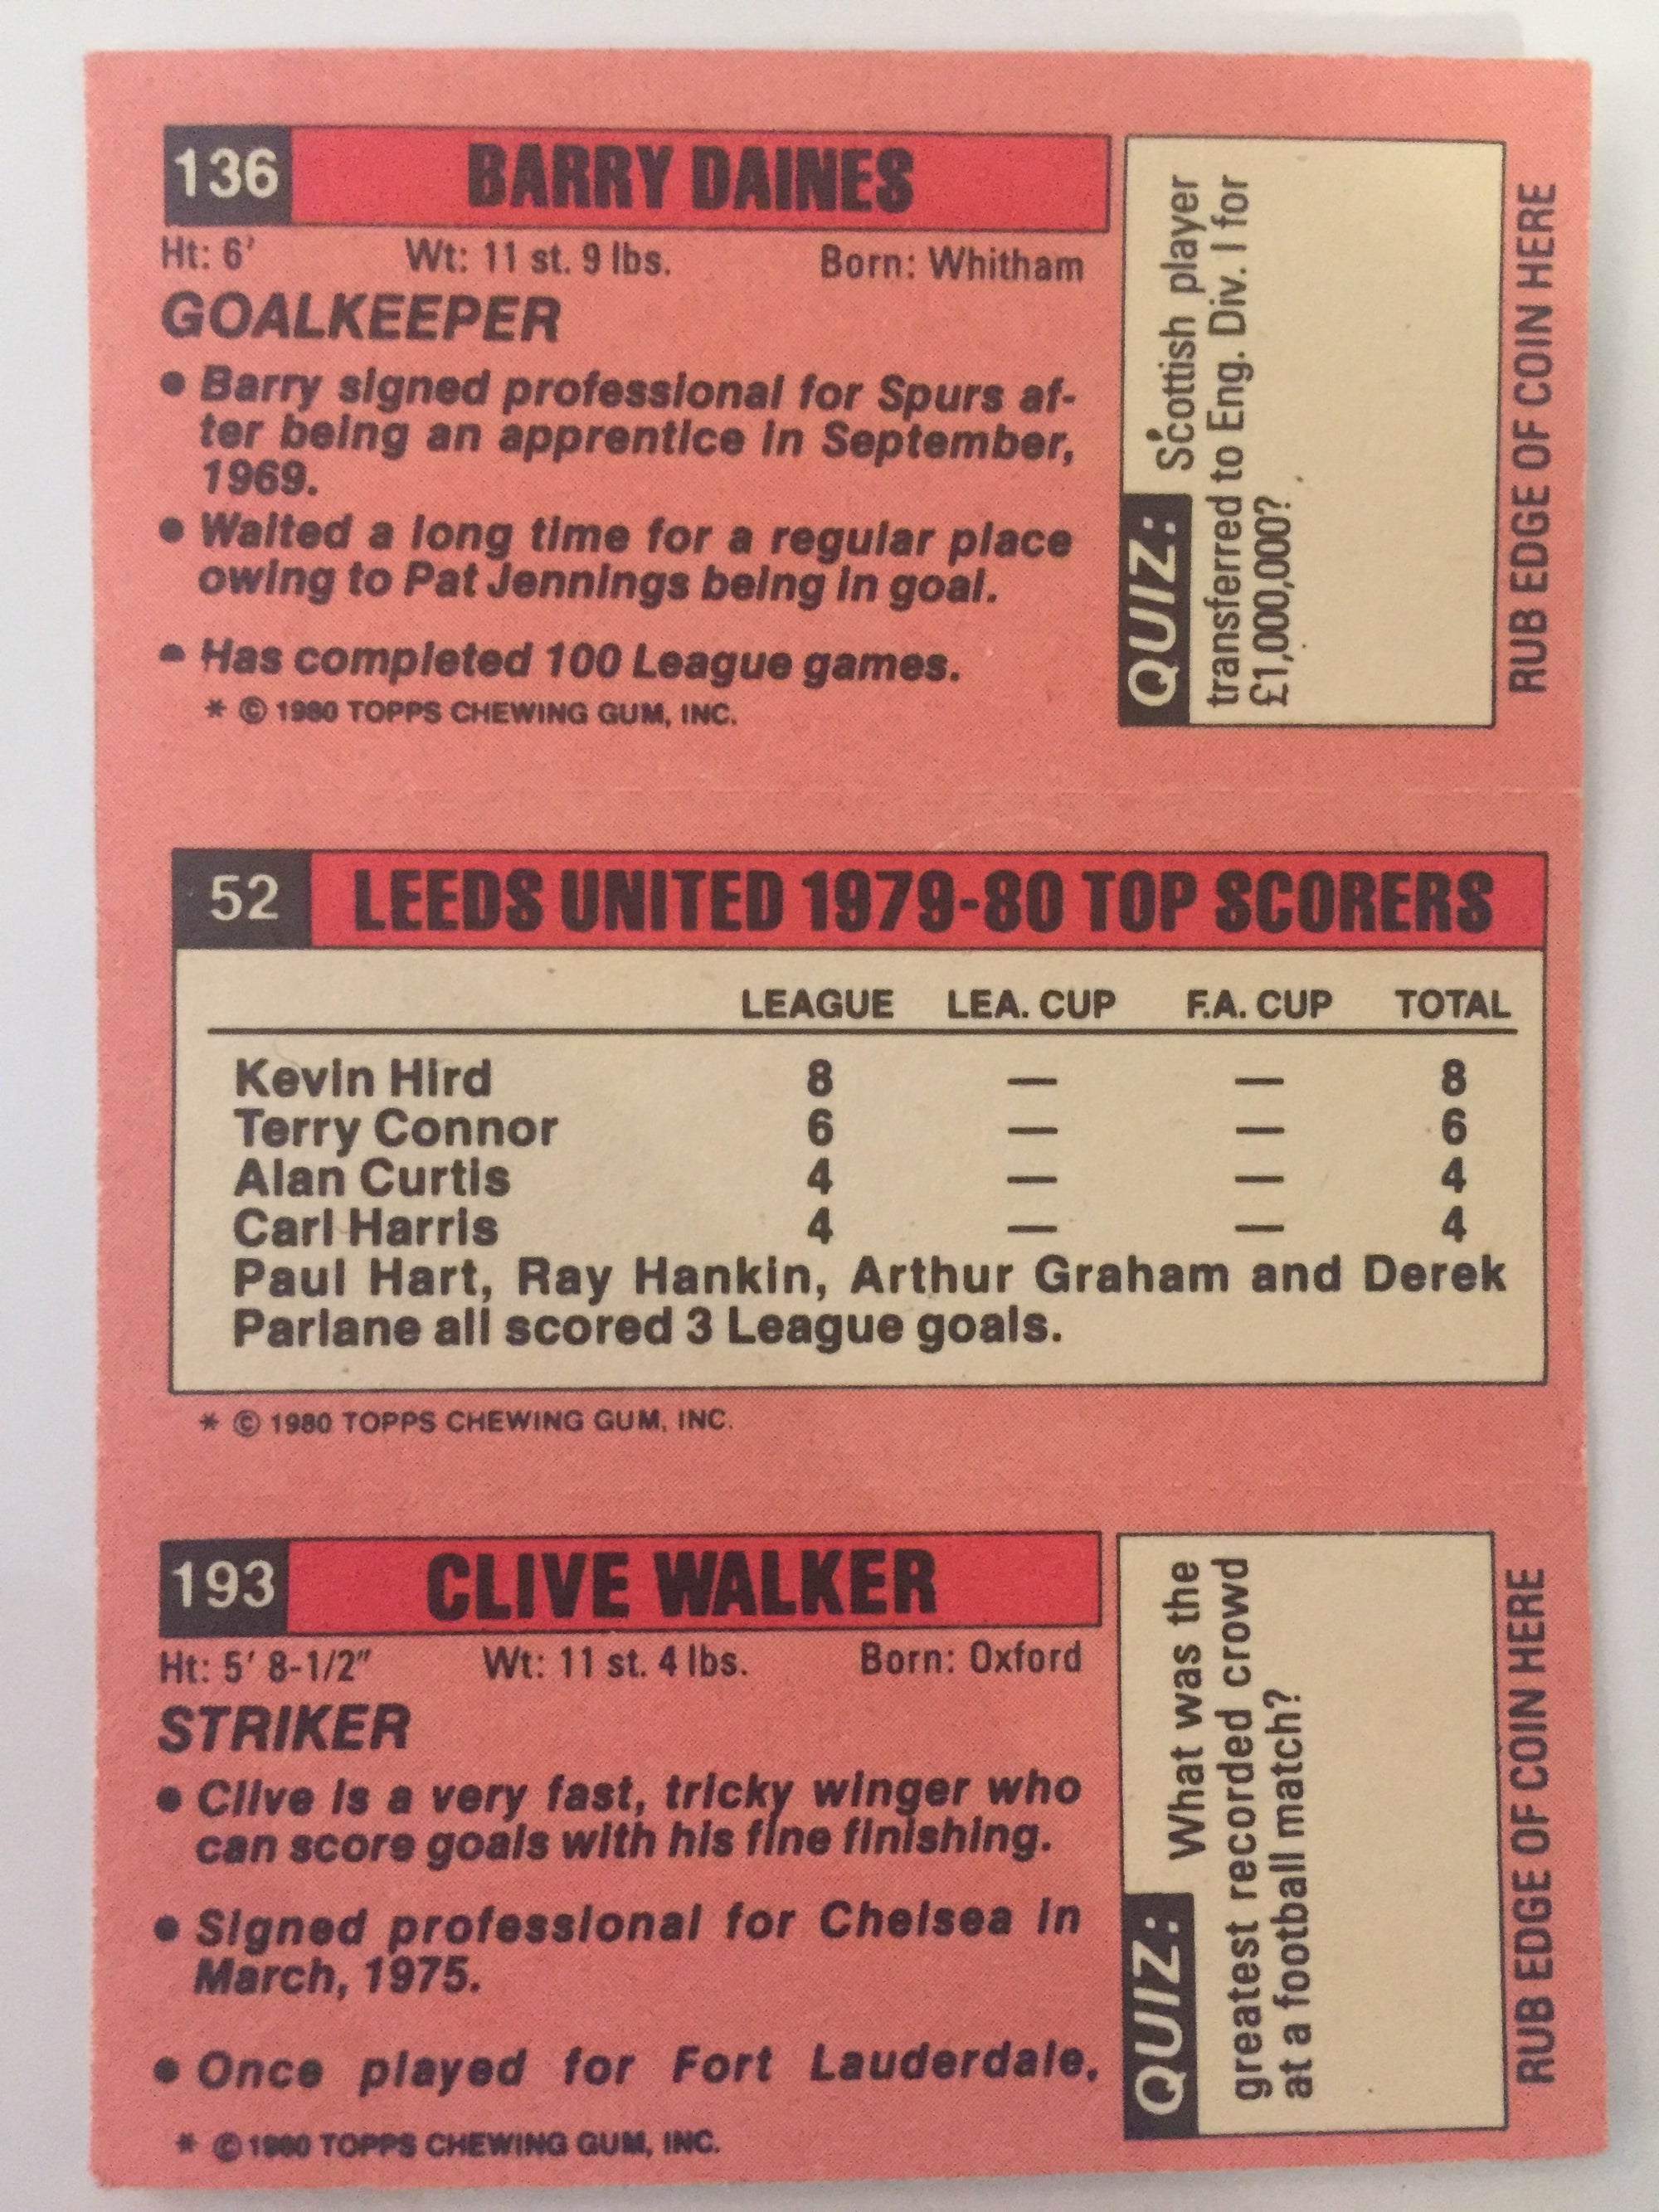 136 BARRY DAINES
Ht: 6' Wt: 11 st. 9 lbs. Born: Whitham
GOALKEEPER
● Barry signed professional for Spurs af-
ter being an apprentice in September,
1969.
● Waited a long time for a regular place
owing to Pat Jennings being in goal.
● Has completed 100 League games.
* © 1980 TOPPS CHEWING GUM, INC.
QUIZ: Scottish player
transferred to Eng. Div. I for
£1,000,000?
RUB EDGE OF COIN HERE
52 LEEDS UNITED 1979-80 TOP SCORERS
LEAGUE LEA. CUP F.A. CUP TOTAL
Kevin Hird 8 — — 8
Terry Connor 6 — — 6
Alan Curtis 4 — — 4
Carl Harris 4 — — 4
Paul Hart, Ray Hankin, Arthur Graham and Derek
Parlane all scored 3 League goals.
* © 1980 TOPPS CHEWING GUM, INC.
193 CLIVE WALKER
Ht: 5' 8-1/2" Wt: 11 st. 4 lbs. Born: Oxford
STRIKER
● Clive is a very fast, tricky winger who
can score goals with his fine finishing.
● Signed professional for Chelsea in
March, 1975.
● Once played for Fort Lauderdale,
* © 1980 TOPPS CHEWING GUM, INC.
QUIZ: What was the
greatest recorded crowd
at a football match?
RUB EDGE OF COIN HERE